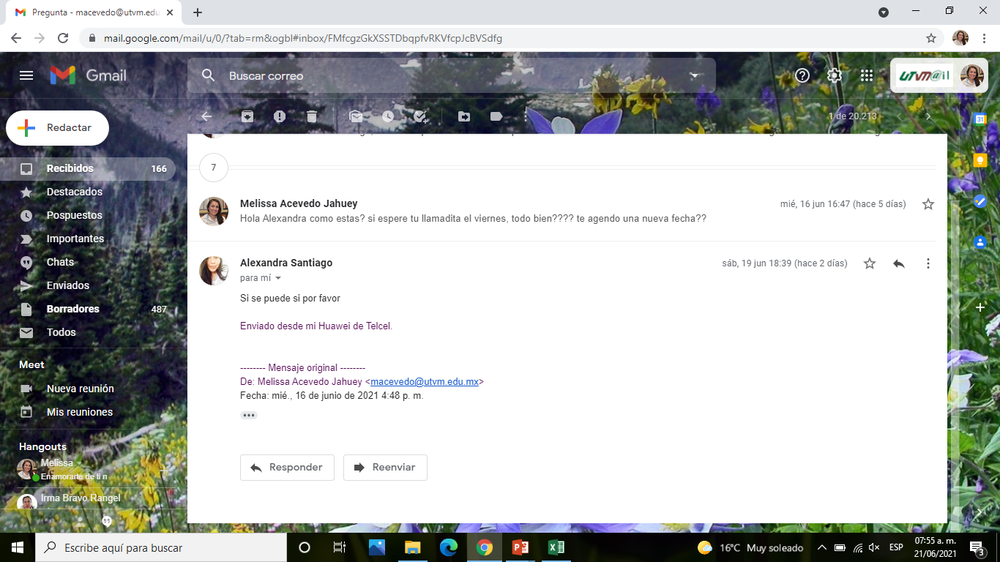 Pregunta - macevedo@utvm.edu
mail.google.com/mail/u/0/?tab=rm&ogbl#inbox/FMfcgzGkXSSTDbqpfvRKVfcpJcBVSdfg
Gmail
Buscar correo
UTVM@il
Redactar
1 de 20.213
31
Recibidos 166
7
Destacados
Melissa Acevedo Jahuey mié, 16 jun 16:47 (hace 5 días)
Hola Alexandra como estas? si espere tu llamadita el viernes, todo bien???? te agendo una nueva fecha??
Pospuestos
Importantes
Chats
Enviados
Borradores 487
Todos
Alexandra Santiago sáb, 19 jun 18:39 (hace 2 días)
para mí
Si se puede si por favor
Enviado desde mi Huawei de Telcel.
-------- Mensaje original --------
De: Melissa Acevedo Jahuey <macevedo@utvm.edu.mx>
Fecha: mié., 16 de junio de 2021 4:48 p. m.
Meet
Nueva reunión
Mis reuniones
Hangouts
Melissa
Enamorarte de ti n
Irma Bravo Rangel
Responder Reenviar
Escribe aquí para buscar
16°C Muy soleado
ESP
07:55 a. m.
21/06/2021
3